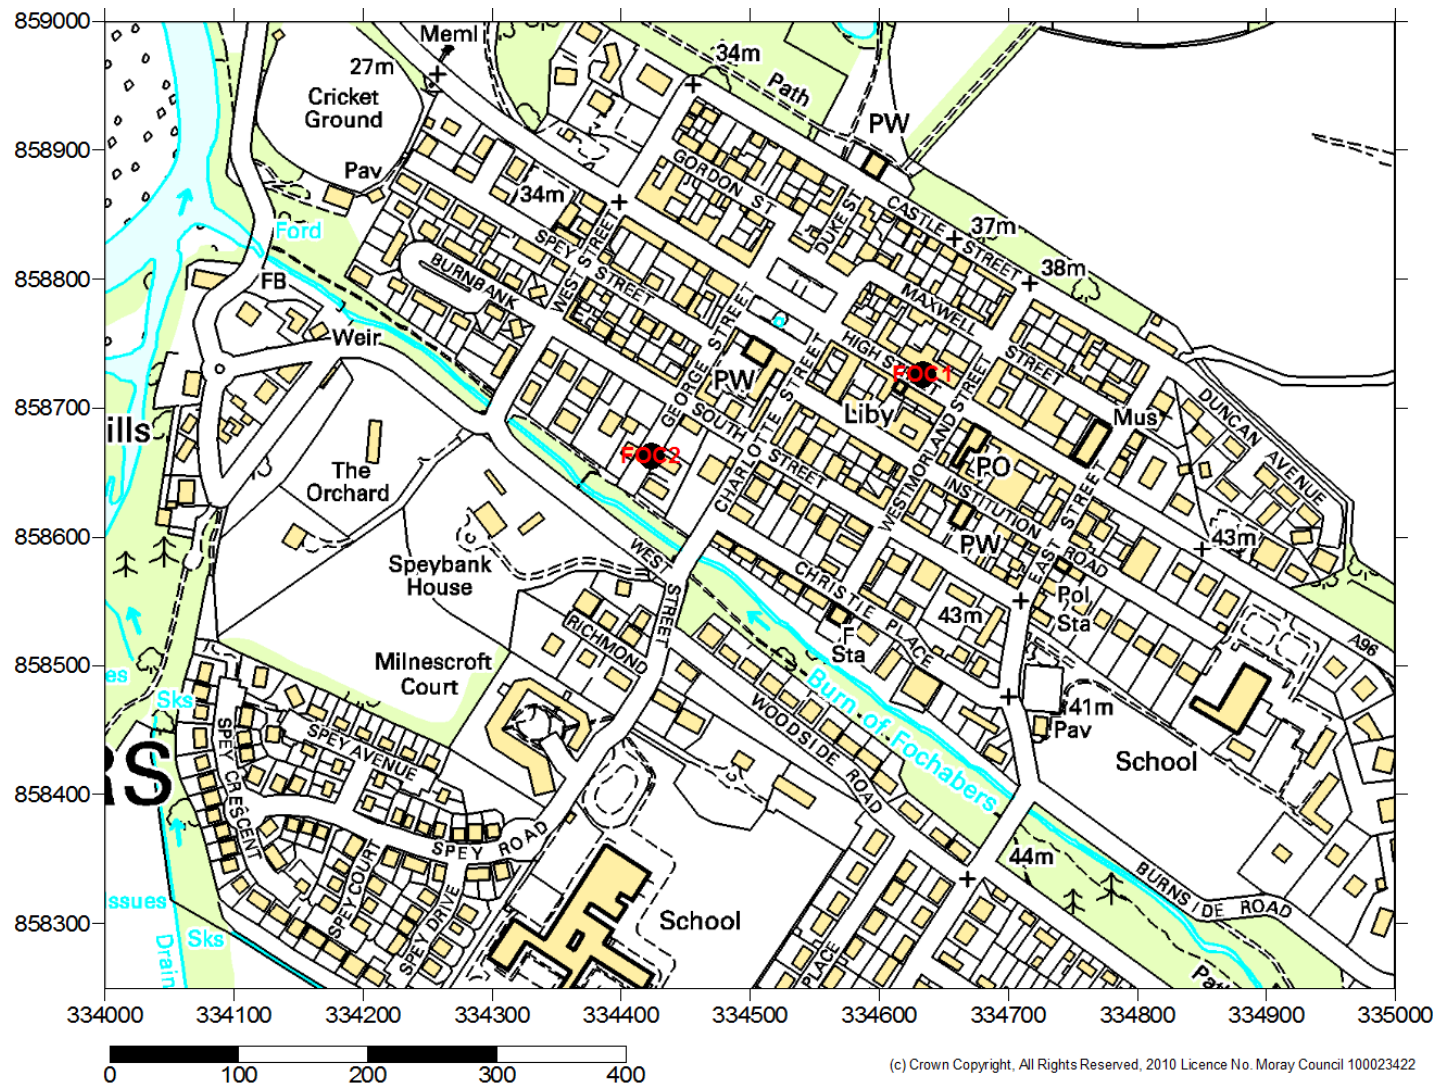 859000
858900
858800
858700
858600
858500
858400
858300
334000 334100 334200 334300 334400 334500 334600 334700 334800 334900 335000
0 100 200 300 400
(c) Crown Copyright, All Rights Reserved, 2010 Licence No. Moray Council 100023422
Meml
27m
Cricket
Ground
Pav
34m
34m
Path
PW
GORDON ST
DUKE ST
CASTLE STREET
37m
38m
Ford
FB
BURNBANK
SPEY STREET
WEST STREET
Weir
MAXWELL STREET
HIGH STREET
GEORGE STREET
PW
FOC1
FOC2
Liby
SOUTH STREET
CHARLOTTE STREET
WESTMORLAND STREET
Mus
DUNCAN AVENUE
PO
INSTITUTION ROAD
PW
EAST STREET
43m
ills
The
Orchard
Speybank
House
WEST STREET
CHRISTIE PLACE
F
Sta
43m
Pol
Sta
A96
RICHMOND
Milnescroft
Court
es
Sks
RS
SPEY AVENUE
SPEY CRESCENT
WOODSIDE ROAD
Burn of Fochabers
41m
Pav
School
SPEY ROAD
SPEY COURT
SPEY DRIVE
44m
BURNSIDE ROAD
School
PLACE
ssues
Sks
Drain
Path